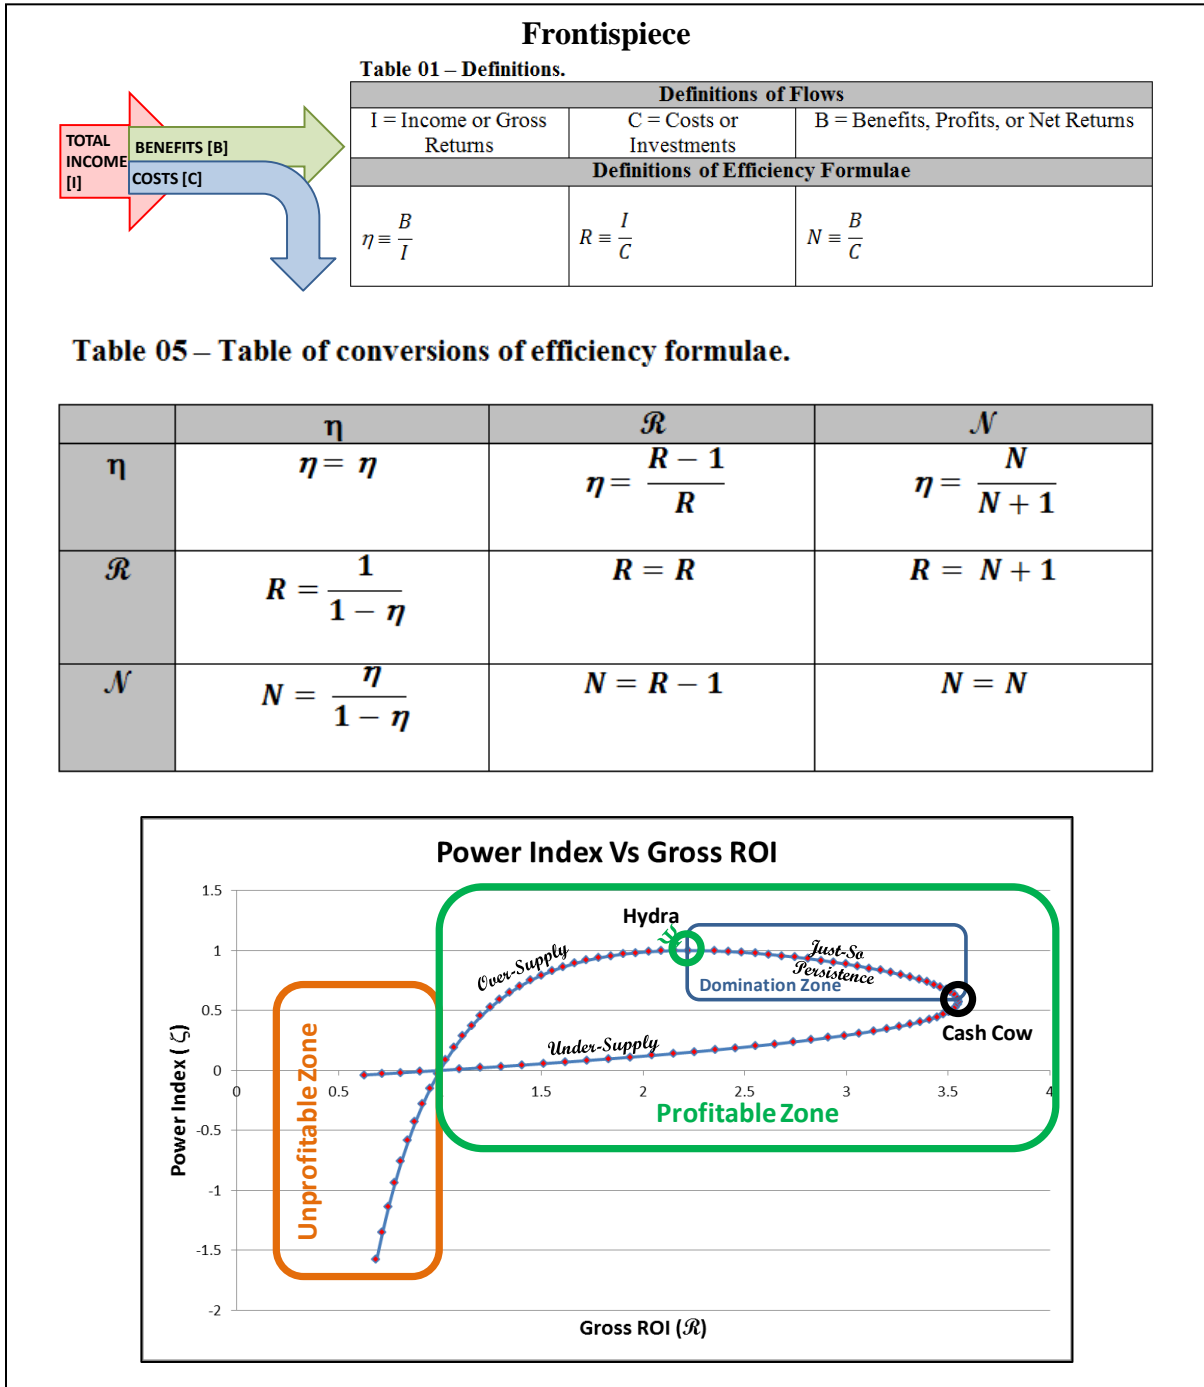 Frontispiece
Table 01 – Definitions.
Definitions of Flows
I = Income or Gross
Returns
C = Costs or
Investments
B = Benefits, Profits, or Net Returns
Definitions of Efficiency Formulae
η ≡ B/I
R ≡ I/C
N ≡ B/C
TOTAL
INCOME
[I]
BENEFITS [B]
COSTS [C]
Table 05 – Table of conversions of efficiency formulae.
η ℛ 𝒩
η η = η η = (R − 1)/R η = N/(N + 1)
ℛ R = 1/(1 − η) R = R R = N + 1
𝒩 N = η/(1 − η) N = R − 1 N = N
Power Index Vs Gross ROI
1.5
1
0.5
0
-0.5
-1
-1.5
-2
Power Index ( ζ )
0 0.5 1.5 2 2.5 3 3.5 4
Gross ROI (ℛ)
Hydra
Ψ
Over-Supply
Just-So
Persistence
Domination Zone
Cash Cow
Under-Supply
Profitable Zone
Unprofitable Zone